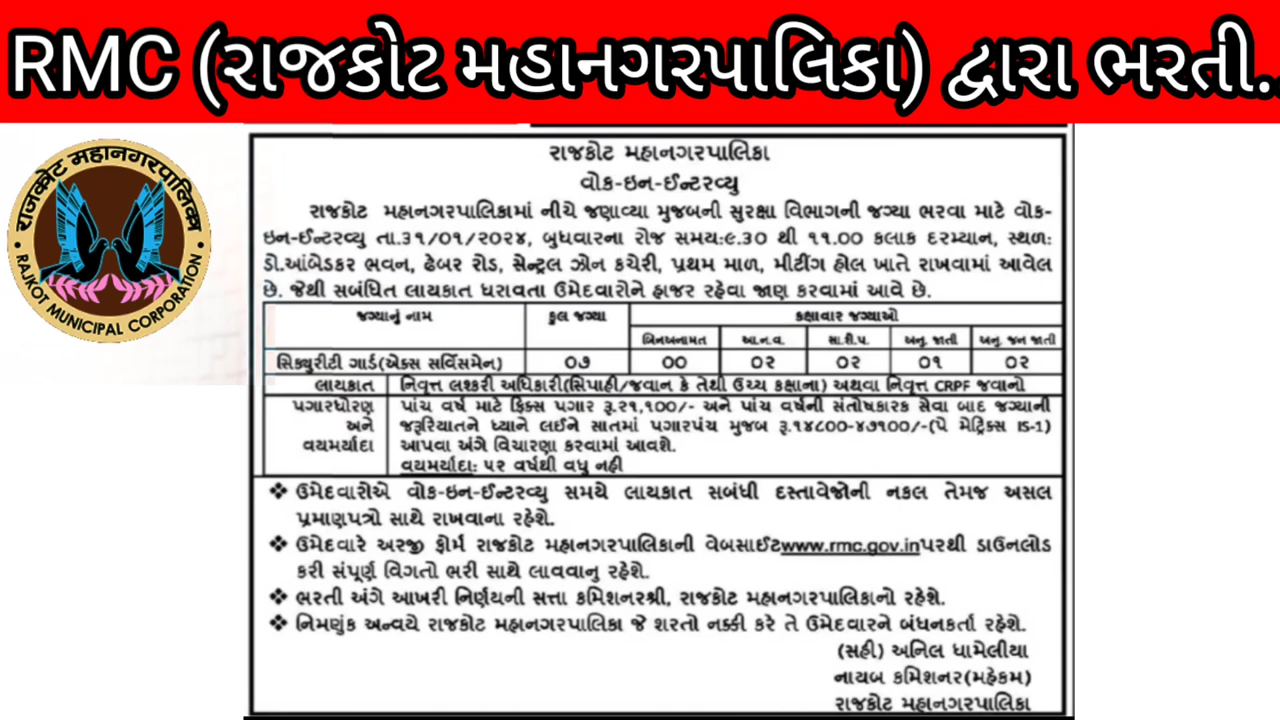 RMC (રાજકોટ મહાનગરપાલિકા) દ્વારા ભરતી..
राजकोट महानगरपालिका
RAJKOT MUNICIPAL CORPORATION
રાજકોટ મહાનગરપાલિકા
વોક-ઇન-ઈન્ટરવ્યુ
રાજકોટ મહાનગરપાલિકામાં નીચે જણાવ્યા મુજબની સુરક્ષા વિભાગની જગ્યા ભરવા માટે વોક-
ઇન-ઈન્ટરવ્યુ તા.૩૧/૦૧/૨૦૨૪, બુધવારના રોજ સમય:૯.૩૦ થી ૧૧.૦૦ કલાક દરમ્યાન, સ્થળ:
ડો.આંબેડકર ભવન, ઢેબર રોડ, સેન્ટ્રલ ઝોન કચેરી, પ્રથમ માળ, મીટીંગ હોલ ખાતે રાખવામાં આવેલ
છે. જેથી સબંધિત લાયકાત ધરાવતા ઉમેદવારોને હાજર રહેવા જાણ કરવામાં આવે છે.
જગ્યાનું નામ કુલ જગ્યા કક્ષાવાર જગ્યાઓ
બિનઅનામત આ.ન.વ. સા.શૈ.પ. અનુ. જાતી અનુ. જન જાતી
સિક્યુરીટી ગાર્ડ(એક્સ સર્વિસમેન) ૦૭ ૦૦ ૦૨ ૦૨ ૦૧ ૦૨
લાયકાત નિવૃત્ત લશ્કરી અધિકારી(સિપાહી/જવાન કે તેથી ઉચ્ચ કક્ષાના) અથવા નિવૃત્ત CRPF જવાનો
પગારધોરણ પાંચ વર્ષ માટે ફિક્સ પગાર રૂ.૨૧,૧૦૦/- અને પાંચ વર્ષની સંતોષકારક સેવા બાદ જગ્યાની
અને જરૂરિયાતને ધ્યાને લઈને સાતમાં પગારપંચ મુજબ રૂ.૧૪૮૦૦-૪૭૧૦૦/-(પે મેટ્રિક્સ IS-1)
વયમર્યાદા આપવા અંગે વિચારણા કરવામાં આવશે.
વયમર્યાદા: ૫૨ વર્ષથી વધુ નહી
❖ ઉમેદવારોએ વોક-ઇન-ઈન્ટરવ્યુ સમયે લાયકાત સબંધી દસ્તાવેજોની નકલ તેમજ અસલ
પ્રમાણપત્રો સાથે રાખવાના રહેશે.
❖ ઉમેદવારે અરજી ફોર્મ રાજકોટ મહાનગરપાલિકાની વેબસાઈટwww.rmc.gov.inપરથી ડાઉનલોડ
કરી સંપૂર્ણ વિગતો ભરી સાથે લાવવાનુ રહેશે.
❖ ભરતી અંગે આખરી નિર્ણયની સત્તા કમિશનરશ્રી, રાજકોટ મહાનગરપાલિકાનો રહેશે.
❖ નિમણુંક અન્વયે રાજકોટ મહાનગરપાલિકા જે શરતો નક્કી કરે તે ઉમેદવારને બંધનકર્તા રહેશે.
(સહી) અનિલ ધામેલીયા
નાયબ કમિશનર(મહેકમ)
રાજકોટ મહાનગરપાલિકા